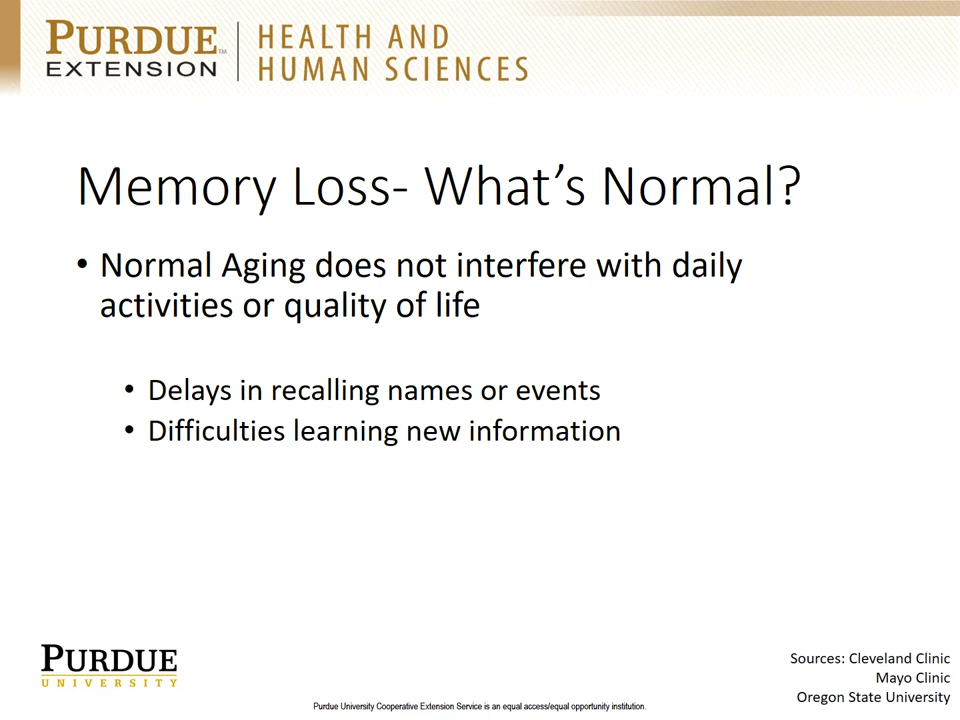 PURDUE™
EXTENSION
HEALTH AND
HUMAN SCIENCES
Memory Loss- What’s Normal?
• Normal Aging does not interfere with daily
activities or quality of life
• Delays in recalling names or events
• Difficulties learning new information
PURDUE
UNIVERSITY
Sources: Cleveland Clinic
Mayo Clinic
Oregon State University
Purdue University Cooperative Extension Service is an equal access/equal opportunity institution.